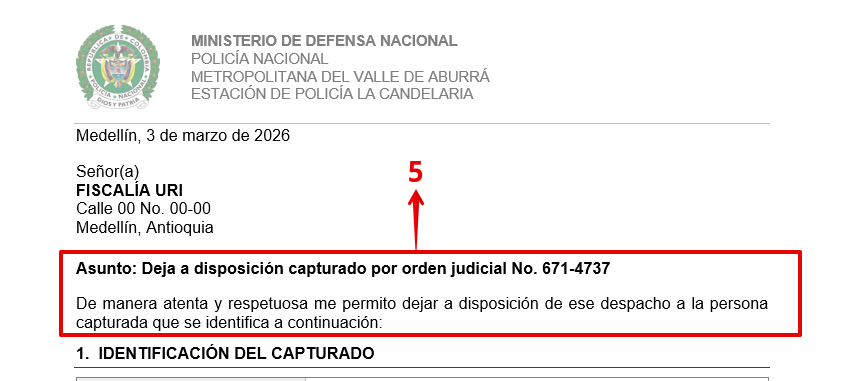 MINISTERIO DE DEFENSA NACIONAL
POLICÍA NACIONAL
METROPOLITANA DEL VALLE DE ABURRÁ
ESTACIÓN DE POLICÍA LA CANDELARIA
REPÚBLICA DE COLOMBIA
POLICÍA NACIONAL
DIOS Y PATRIA
Medellín, 3 de marzo de 2026
Señor(a)
FISCALÍA URI
Calle 00 No. 00-00
Medellín, Antioquia
5
Asunto: Deja a disposición capturado por orden judicial No. 671-4737
De manera atenta y respetuosa me permito dejar a disposición de ese despacho a la persona
capturada que se identifica a continuación:
1. IDENTIFICACIÓN DEL CAPTURADO